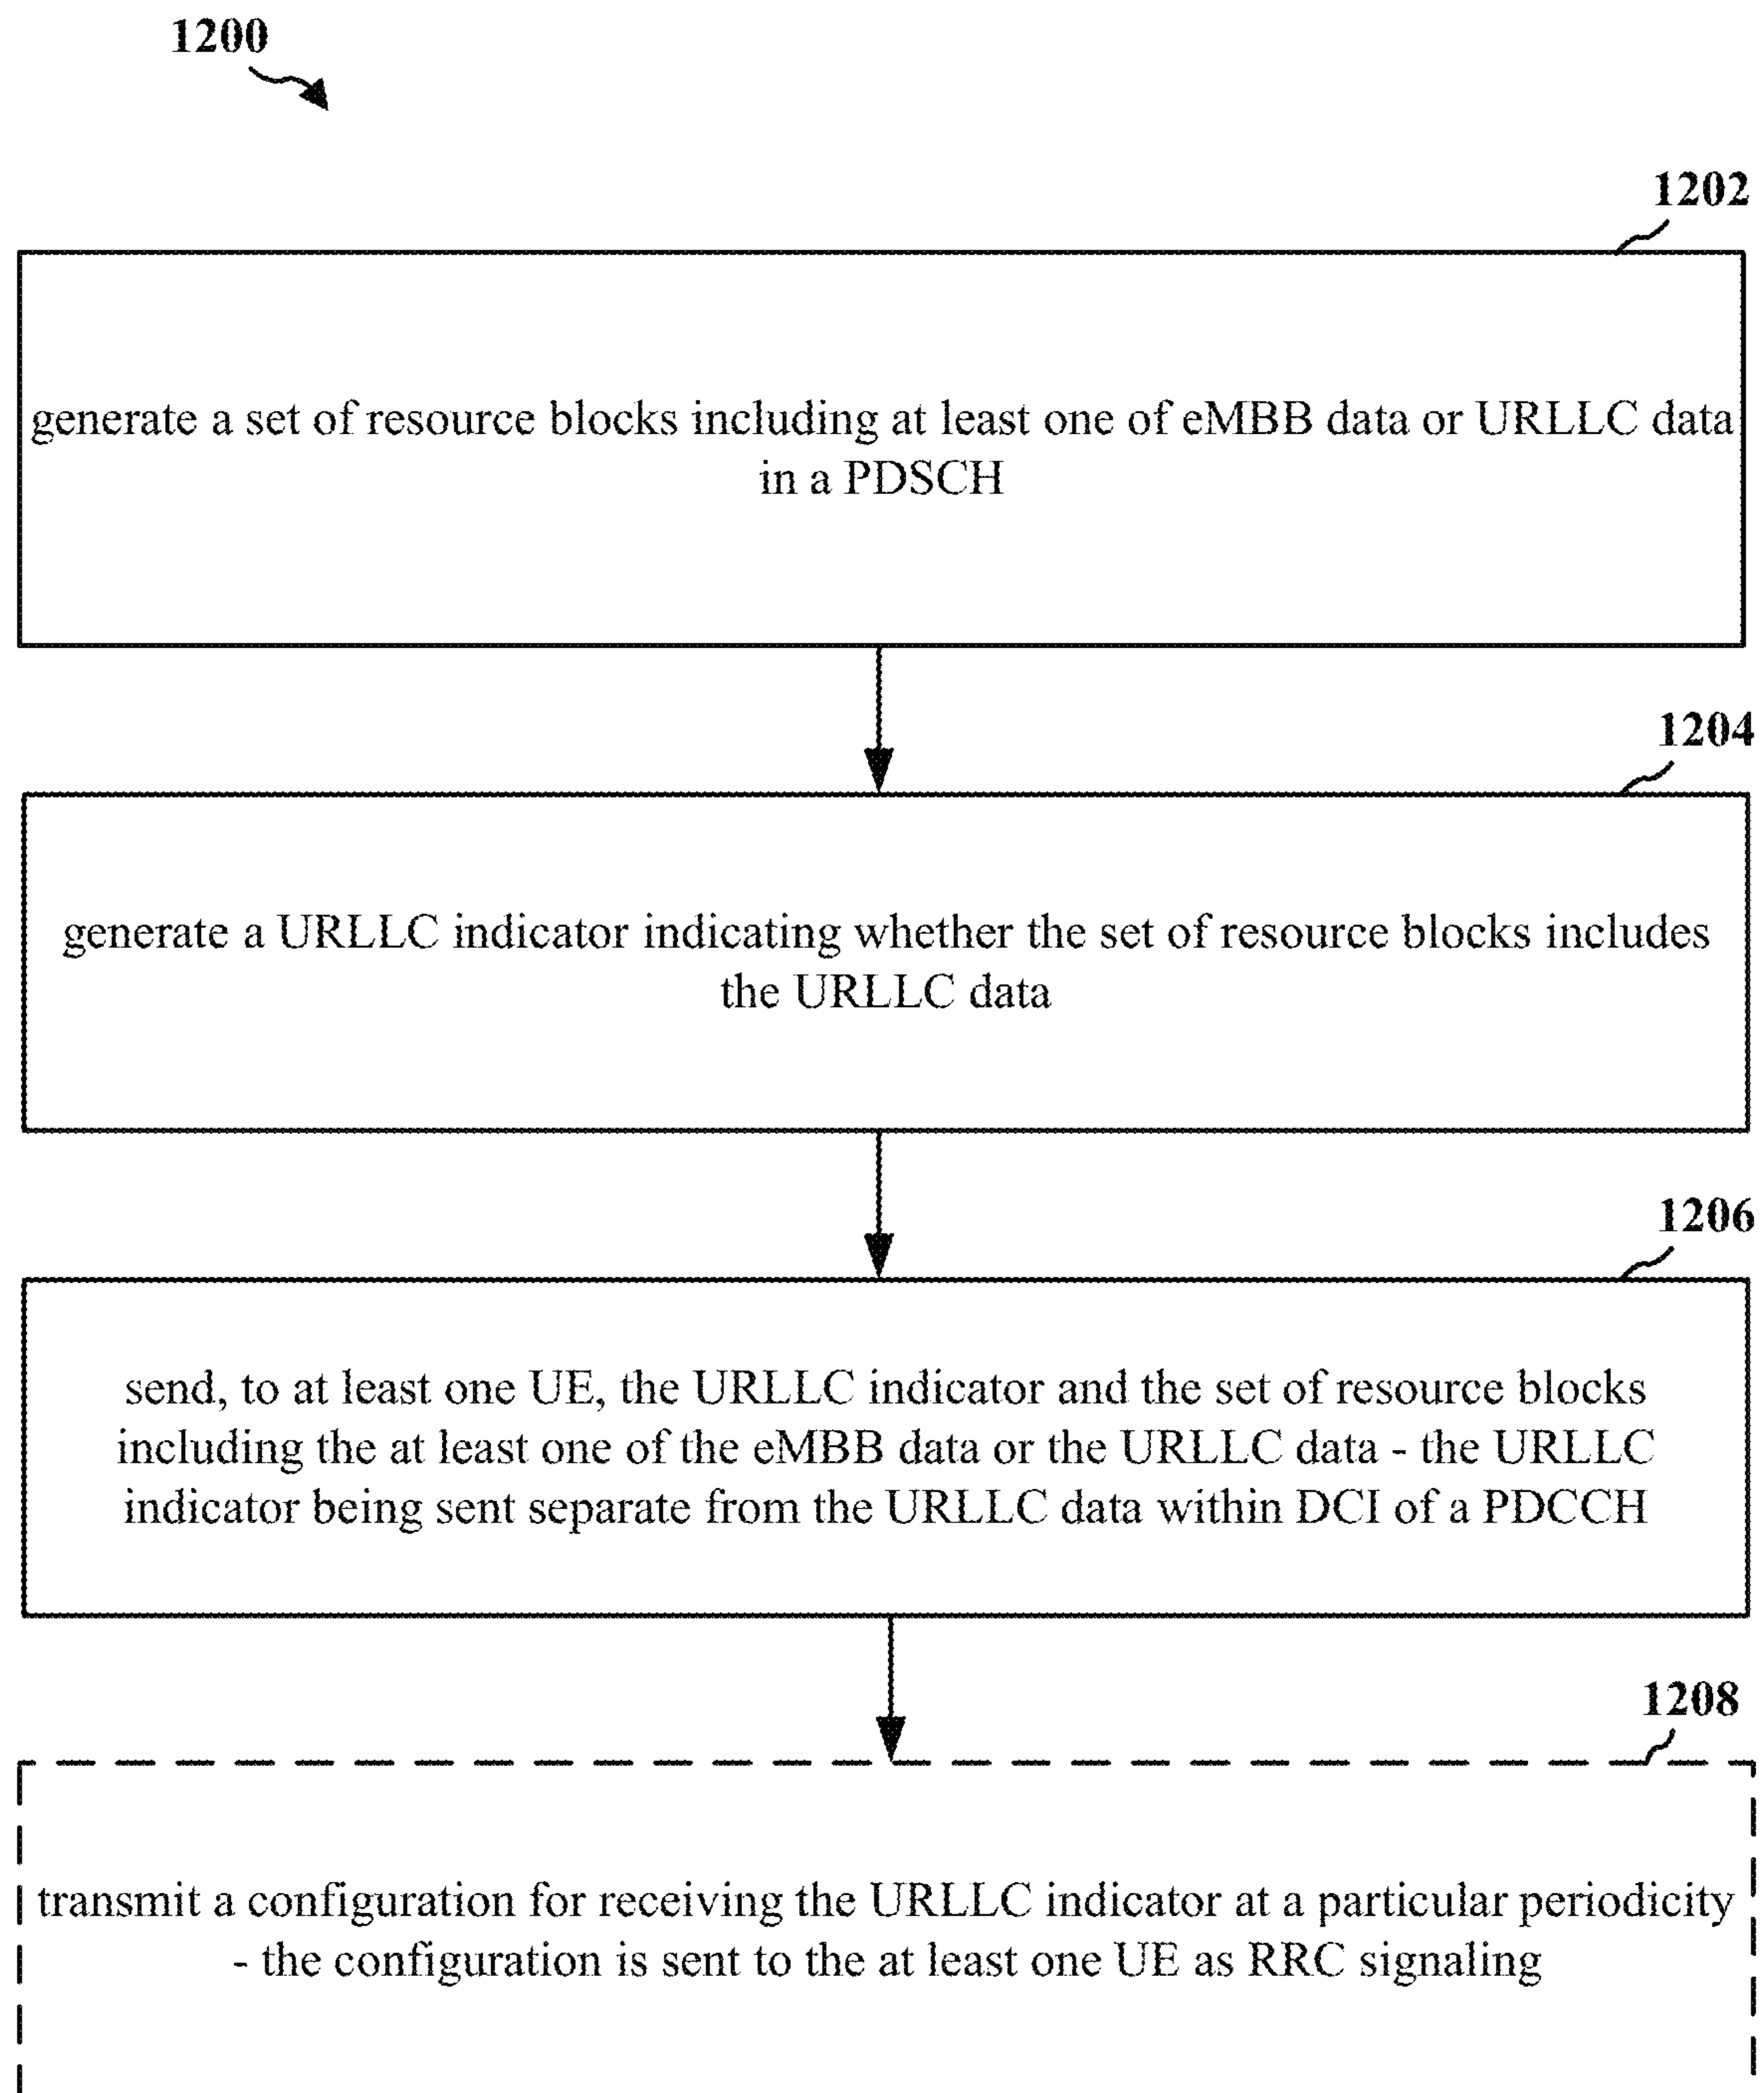 1200
1202
generate a set of resource blocks including at least one of eMBB data or URLLC data
in a PDSCH
1204
generate a URLLC indicator indicating whether the set of resource blocks includes
the URLLC data
1206
send, to at least one UE, the URLLC indicator and the set of resource blocks
including the at least one of the eMBB data or the URLLC data - the URLLC
indicator being sent separate from the URLLC data within DCI of a PDCCH
1208
transmit a configuration for receiving the URLLC indicator at a particular periodicity
- the configuration is sent to the at least one UE as RRC signaling